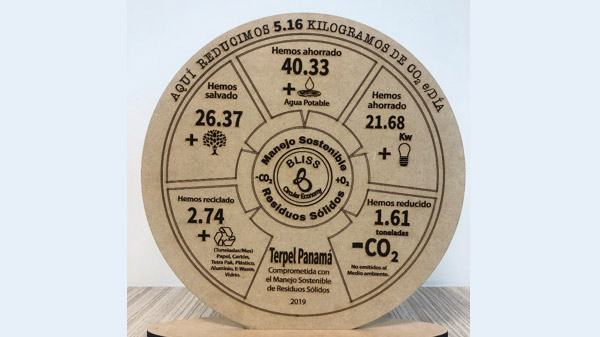 AQUÍ REDUCIMOS 5.16 KILOGRAMOS DE CO₂ e/DÍA
Hemos ahorrado
40.33
+
Agua Potable
Hemos
salvado
26.37
+
Hemos
ahorrado
21.68
Kw
+
Manejo Sostenible
BLISS
Circular Economy
-CO₂
+O₂
Residuos Sólidos
Hemos reciclado
2.74
+
(Toneladas/Mes)
Papel, Cartón,
Tetra Pak, Plástico,
Aluminio, E-Waste,
Vidrio.
Hemos reducido
1.61
toneladas
-CO₂
No emitidos al
Medio ambiente.
Terpel Panamá
Comprometida con
el Manejo Sostenible
de Residuos Sólidos
2019